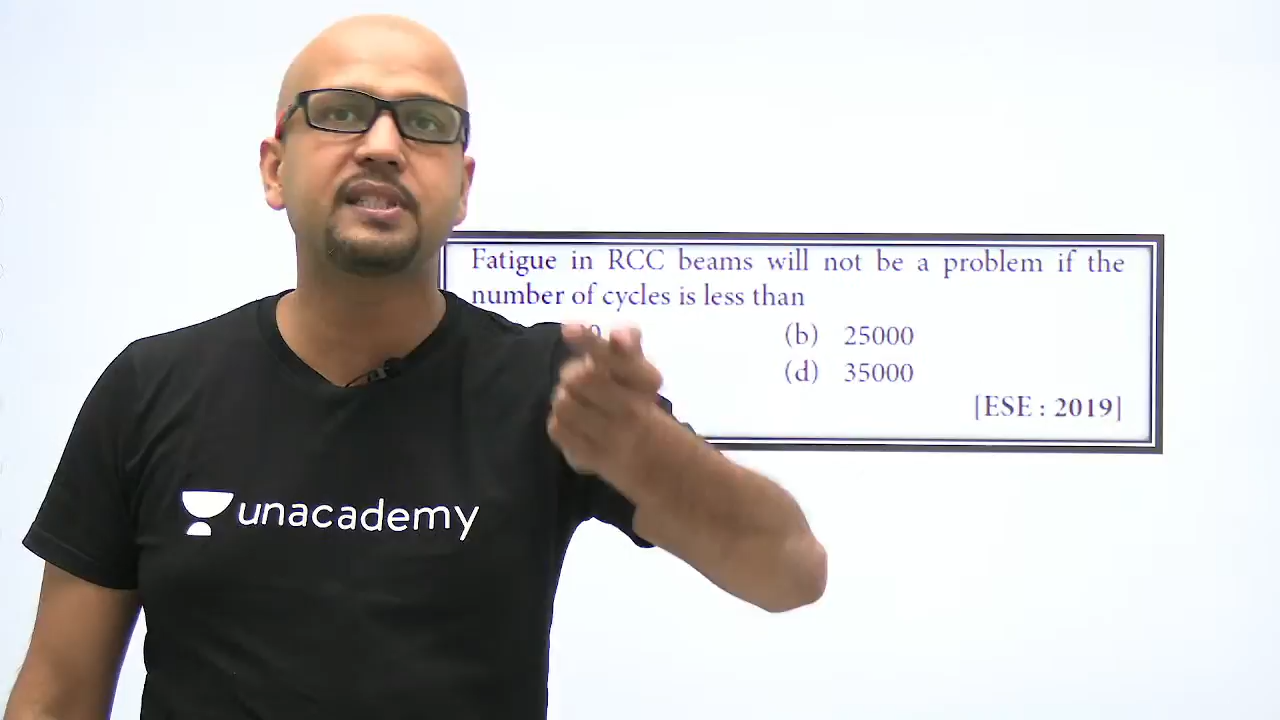 Fatigue in RCC beams will not be a problem if the
number of cycles is less than
(b) 25000
(d) 35000
[ESE : 2019]
unacademy